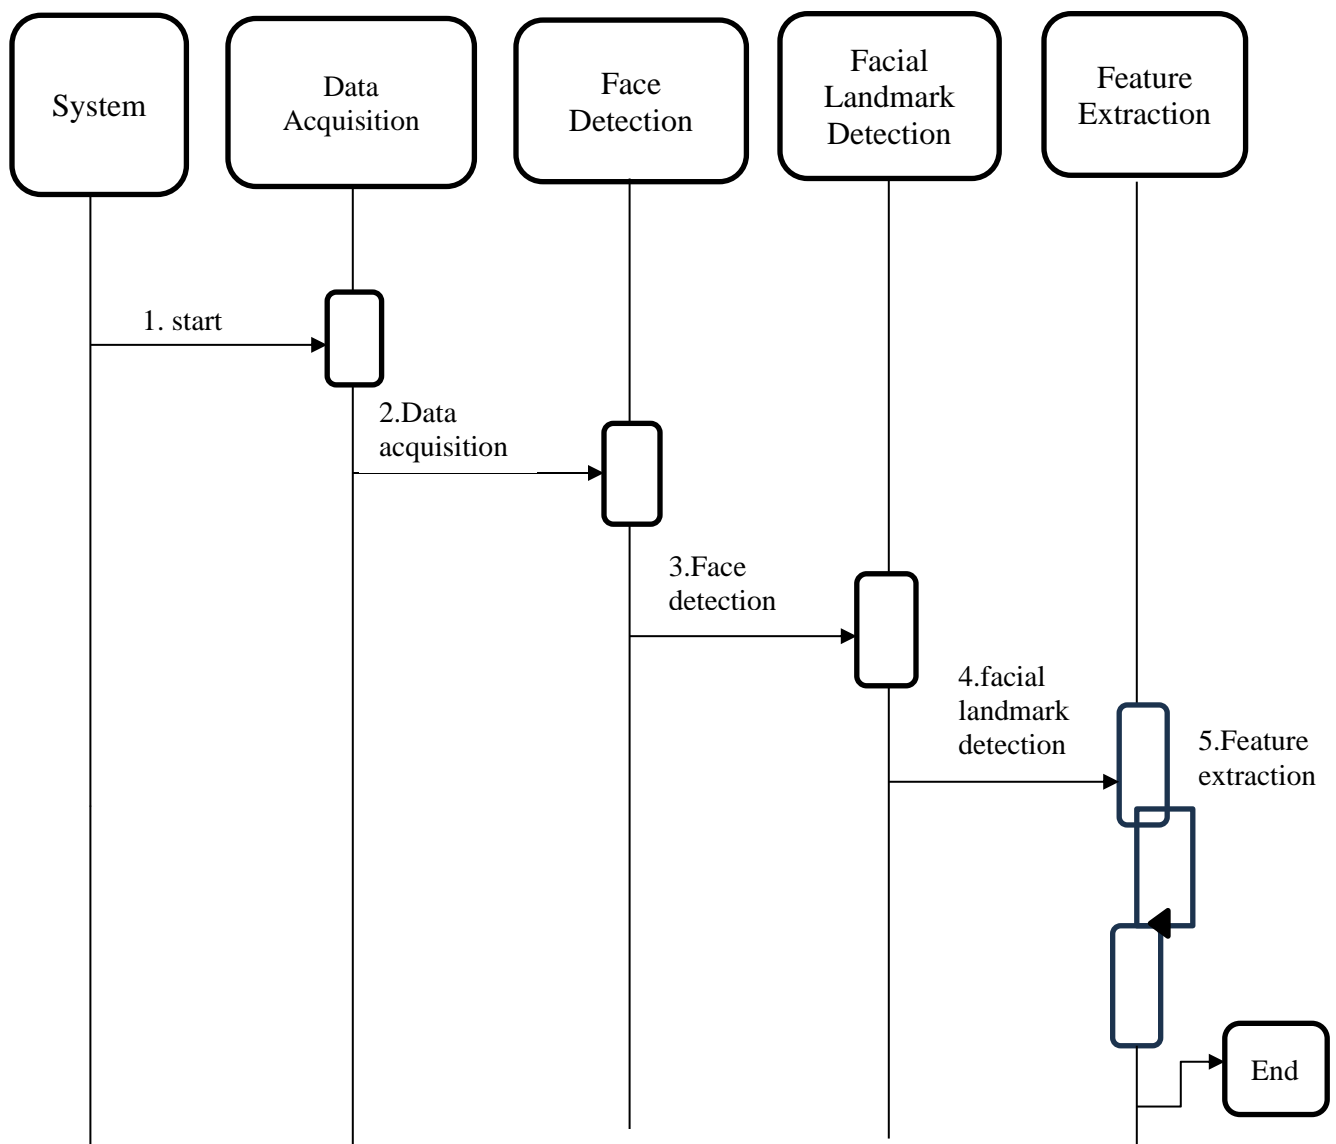 System
Data
Acquisition
Face
Detection
Facial
Landmark
Detection
Feature
Extraction
1. start
2.Data
acquisition
3.Face
detection
4.facial
landmark
detection
5.Feature
extraction
End